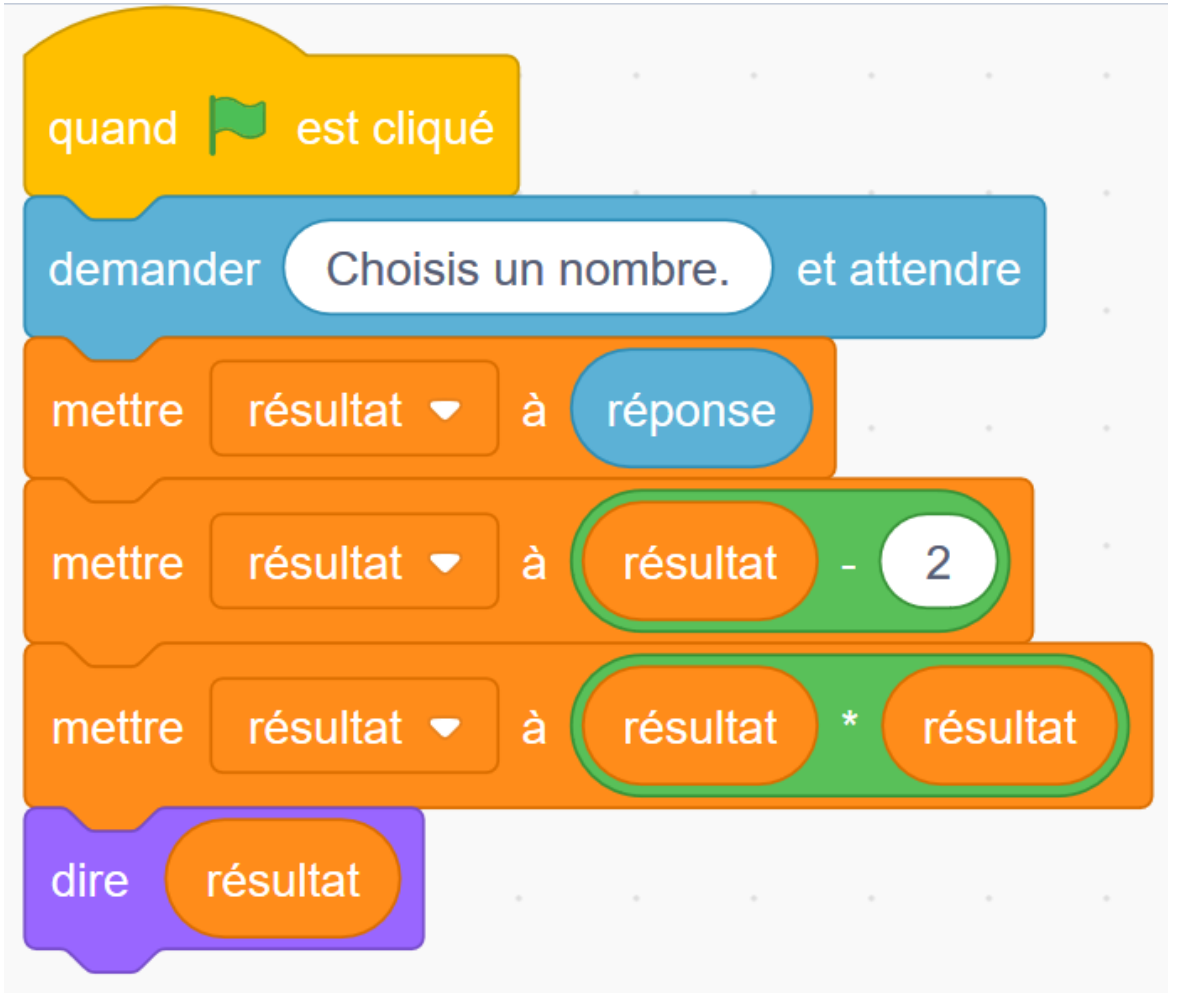 quand est cliqué
demander Choisis un nombre. et attendre
mettre résultat à réponse
mettre résultat à résultat - 2
mettre résultat à résultat * résultat
dire résultat